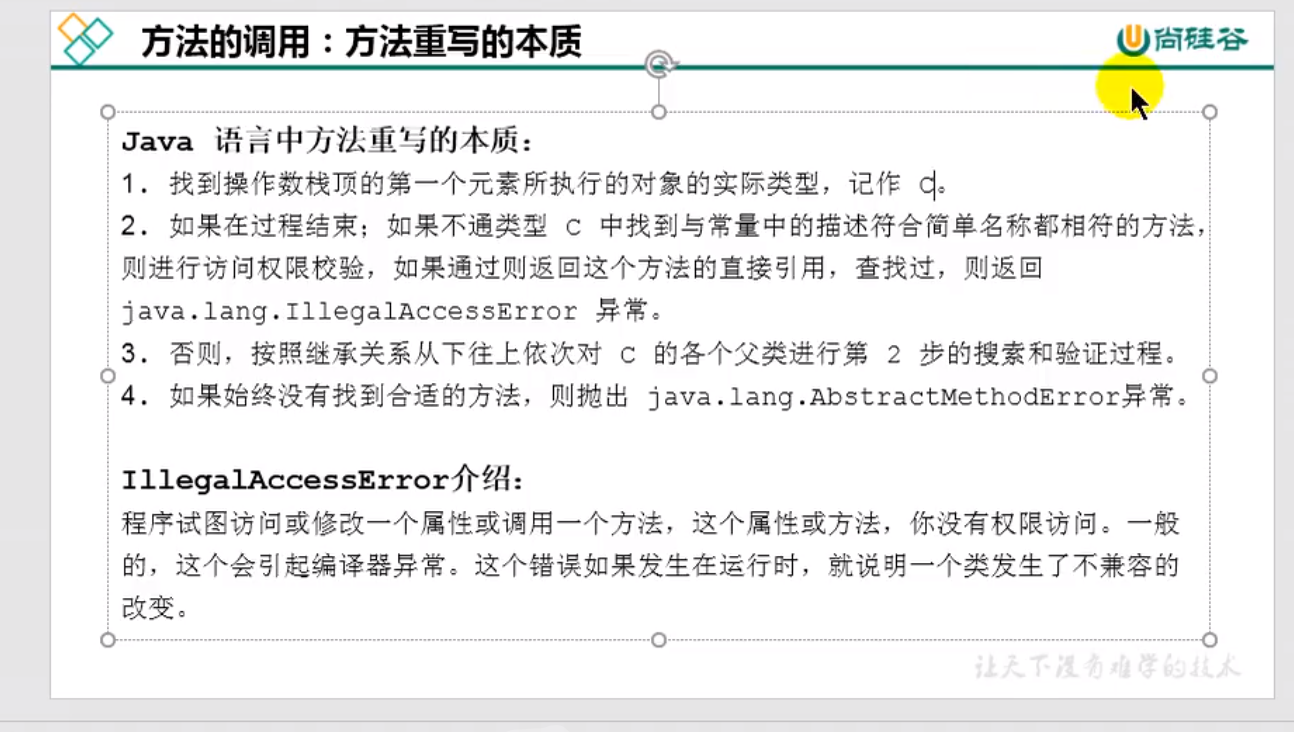 方法的调用：方法重写的本质
尚硅谷
Java 语言中方法重写的本质：
1. 找到操作数栈顶的第一个元素所执行的对象的实际类型，记作 C。
2. 如果在过程结束；如果不通类型 C 中找到与常量中的描述符合简单名称都相符的方法，
则进行访问权限校验，如果通过则返回这个方法的直接引用，查找过，则返回
java.lang.IllegalAccessError 异常。
3. 否则，按照继承关系从下往上依次对 C 的各个父类进行第 2 步的搜索和验证过程。
4. 如果始终没有找到合适的方法，则抛出 java.lang.AbstractMethodError异常。
IllegalAccessError介绍：
程序试图访问或修改一个属性或调用一个方法，这个属性或方法，你没有权限访问。一般
的，这个会引起编译器异常。这个错误如果发生在运行时，就说明一个类发生了不兼容的
改变。
让天下没有难学的技术